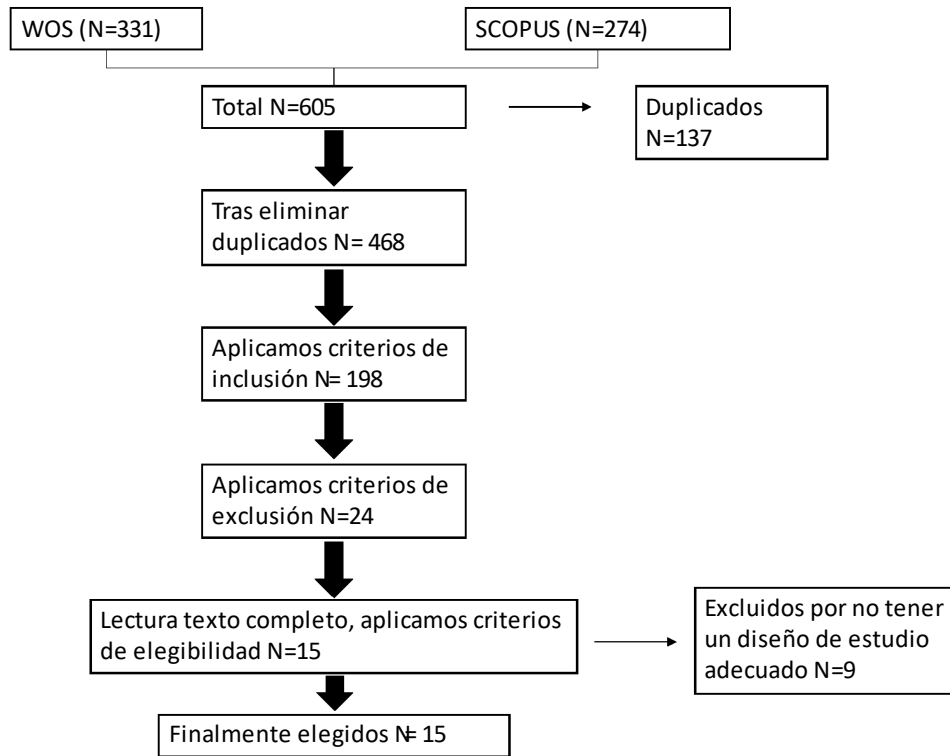 WOS (N=331)
SCOPUS (N=274)
Total N=605
Duplicados
N=137
Tras eliminar
duplicados N= 468
Aplicamos criterios de
inclusión N= 198
Aplicamos criterios de
exclusión N=24
Lectura texto completo, aplicamos criterios
de elegibilidad N=15
Excluidos por no tener
un diseño de estudio
adecuado N=9
Finalmente elegidos N= 15